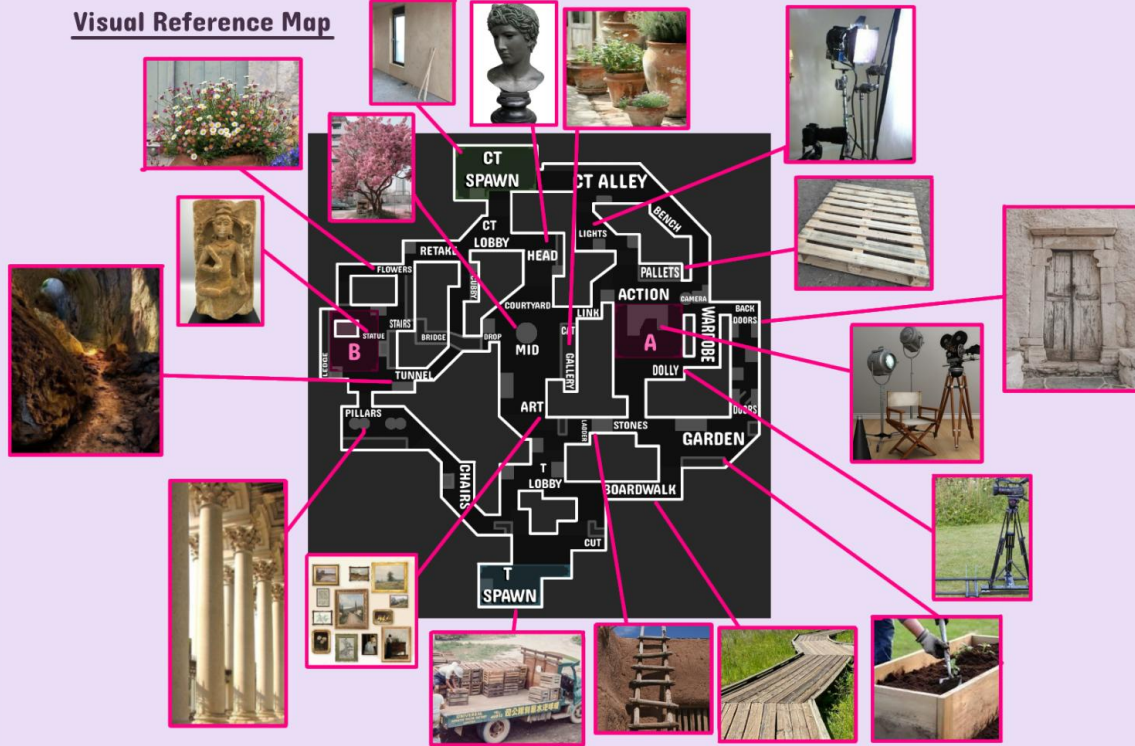 Visual Reference Map
CT
SPAWN
CT ALLEY
BENCH
CT
LOBBY
LIGHTS
RETAKE
HEAD
FLOWERS
PALLETS
LOBBY
ACTION
CAMERA
COURTYARD
LINK
BACK
DOORS
WARDROBE
STAIRS
STATUE
BRIDGE
DROP
MID
CAT
GALLERY
A
B
LEDGE
TUNNEL
DOLLY
PILLARS
ART
LADDER
STONES
DOORS
GARDEN
CHAIRS
T
LOBBY
BOARDWALK
CUT
T
SPAWN